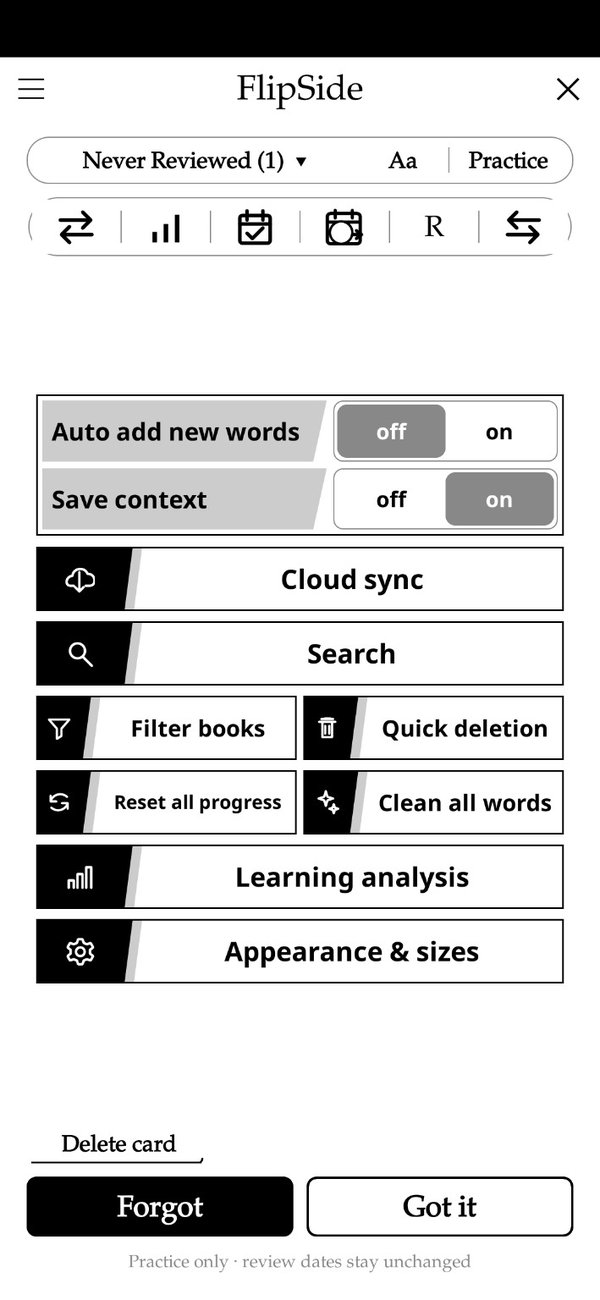 FlipSide
Never Reviewed (1) ▼ Aa Practice
R
Auto add new words off on
Save context off on
Cloud sync
Search
Filter books Quick deletion
Reset all progress Clean all words
Learning analysis
Appearance & sizes
Delete card
Forgot Got it
Practice only · review dates stay unchanged